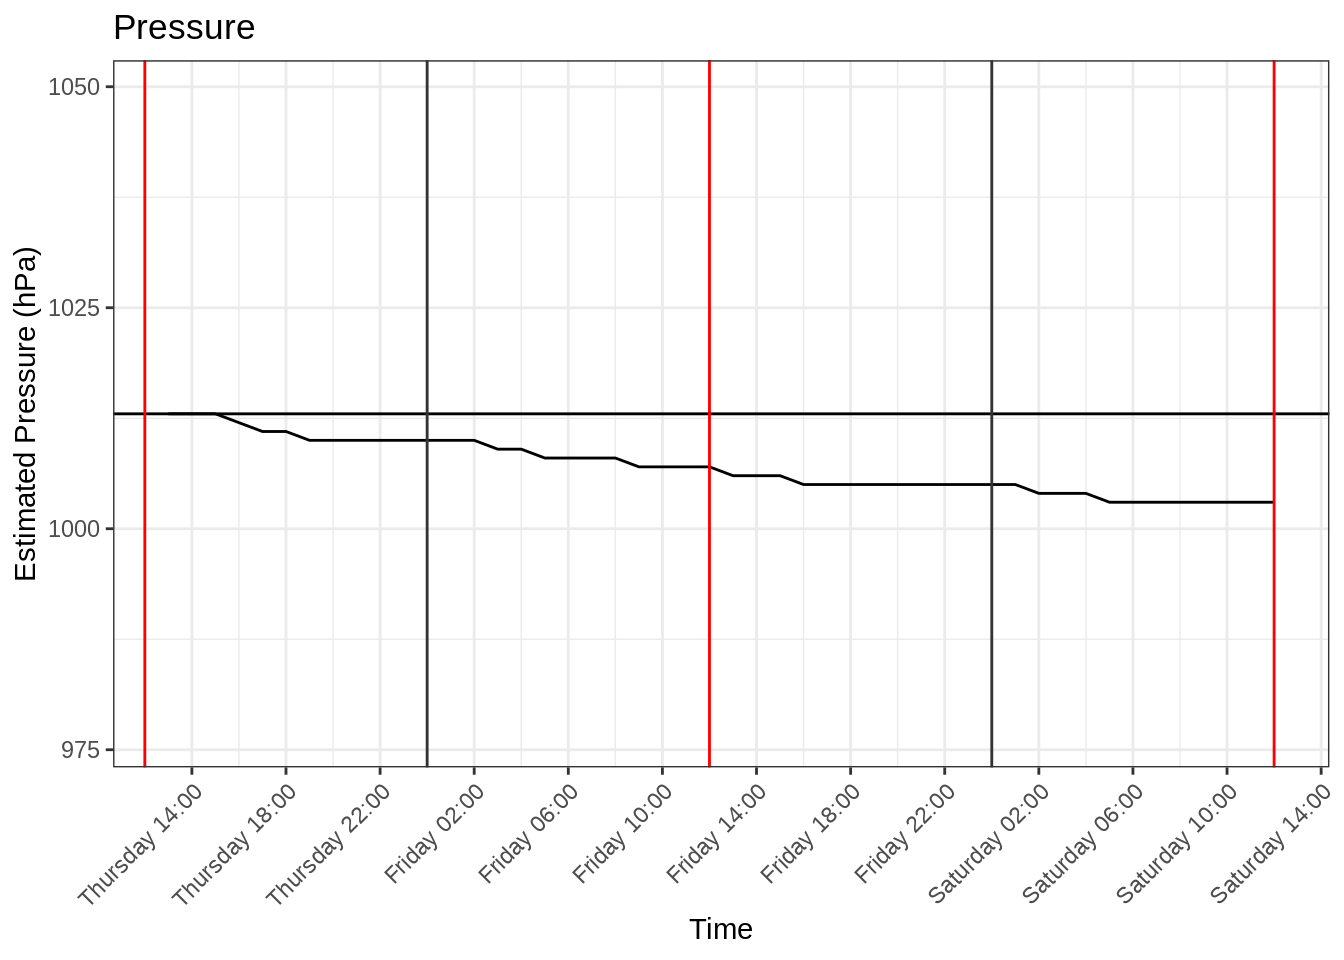 Pressure
Estimated Pressure (hPa)
1050
1025
1000
975
Thursday 14:00
Thursday 18:00
Thursday 22:00
Friday 02:00
Friday 06:00
Friday 10:00
Friday 14:00
Friday 18:00
Friday 22:00
Saturday 02:00
Saturday 06:00
Saturday 10:00
Saturday 14:00
Time